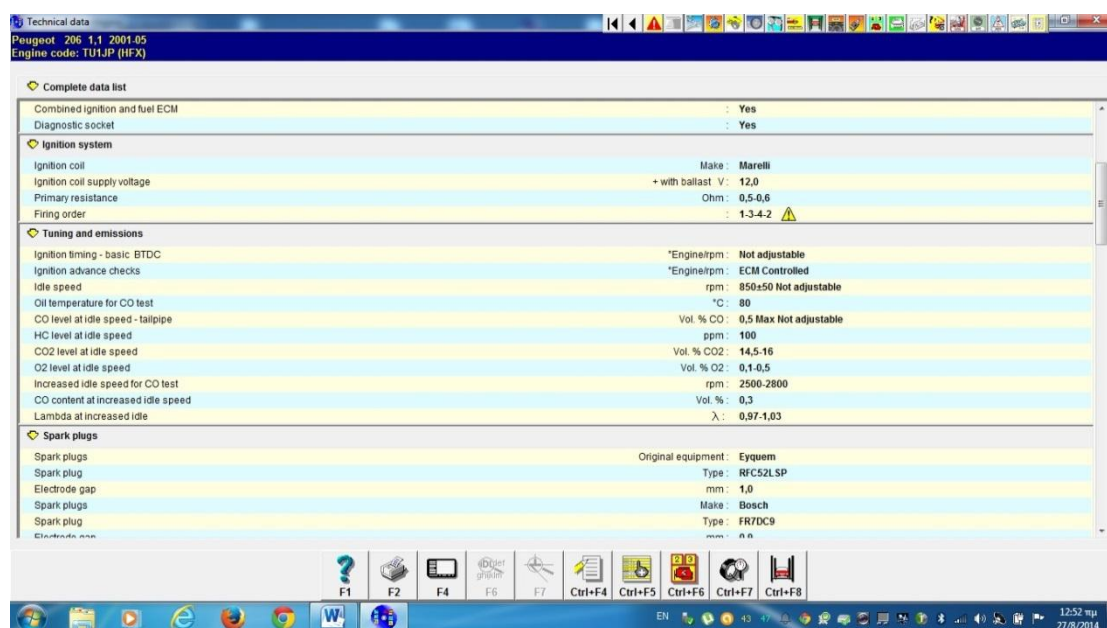 Technical data
Peugeot 206 1,1 2001-05
Engine code: TU1JP (HFX)
Complete data list
Combined ignition and fuel ECM : Yes
Diagnostic socket : Yes
Ignition system
Ignition coil Make : Marelli
Ignition coil supply voltage + with ballast V : 12,0
Primary resistance Ohm : 0,5-0,6
Firing order : 1-3-4-2
Tuning and emissions
Ignition timing - basic BTDC °Engine/rpm : Not adjustable
Ignition advance checks °Engine/rpm : ECM Controlled
Idle speed rpm : 850±50 Not adjustable
Oil temperature for CO test °C : 80
CO level at idle speed - tailpipe Vol. % CO : 0,5 Max Not adjustable
HC level at idle speed ppm : 100
CO2 level at idle speed Vol. % CO2 : 14,5-16
O2 level at idle speed Vol. % O2 : 0,1-0,5
Increased idle speed for CO test rpm : 2500-2800
CO content at increased idle speed Vol. % : 0,3
Lambda at increased idle λ : 0,97-1,03
Spark plugs
Spark plugs Original equipment : Eyquem
Spark plug Type : RFC52LSP
Electrode gap mm : 1,0
Spark plugs Make : Bosch
Spark plug Type : FR7DC9
Electrode gap mm :
F1 F2 F4 F6 F7 Ctrl+F4 Ctrl+F5 Ctrl+F6 Ctrl+F7 Ctrl+F8
EN 43 47 12:52 πμ
27/8/2014